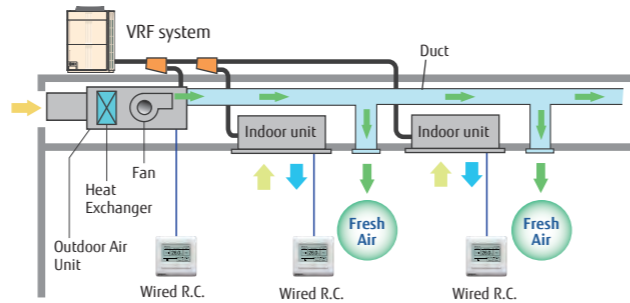 VRF system
Duct
Indoor unit
Indoor unit
Fan
Heat
Exchanger
Outdoor Air
Unit
Fresh
Air
Fresh
Air
Wired R.C.
Wired R.C.
Wired R.C.